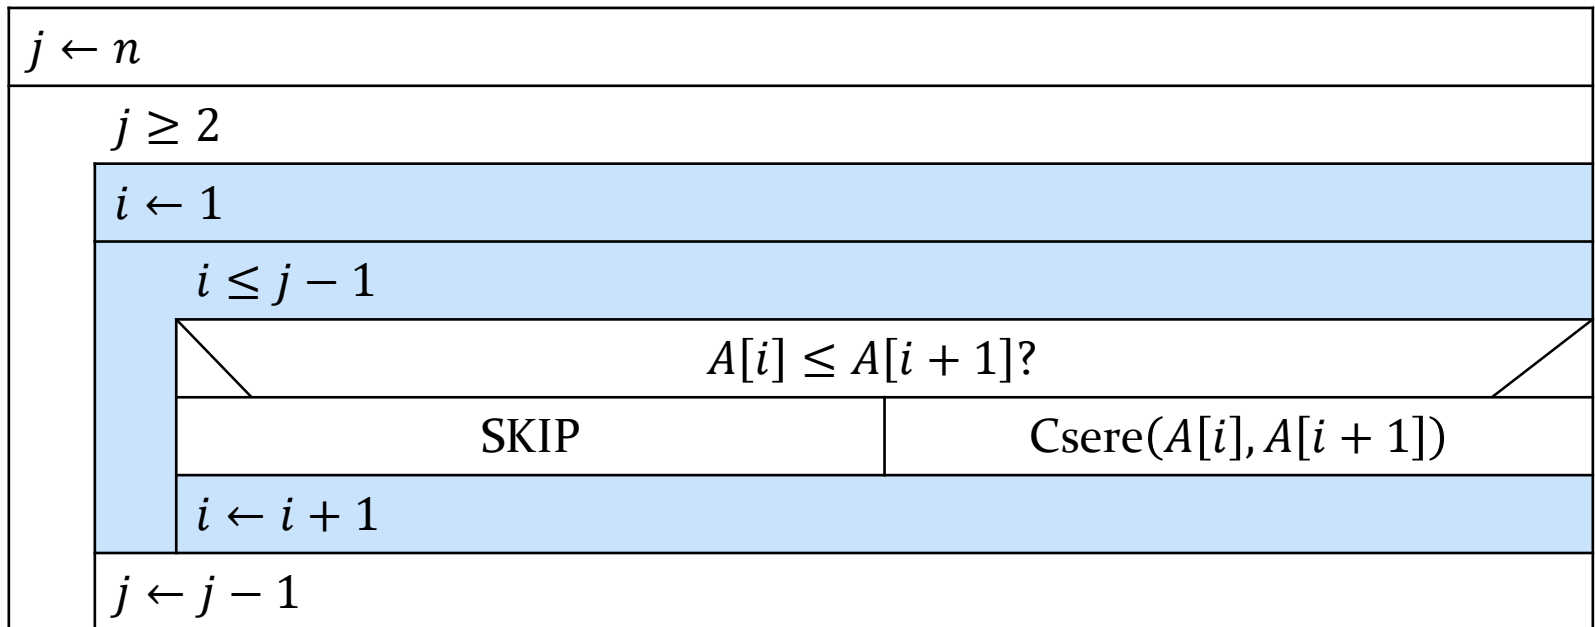 j ← n
j ≥ 2
i ← 1
i ≤ j − 1
A[i] ≤ A[i + 1]?
SKIP Csere(A[i], A[i + 1])
i ← i + 1
j ← j − 1